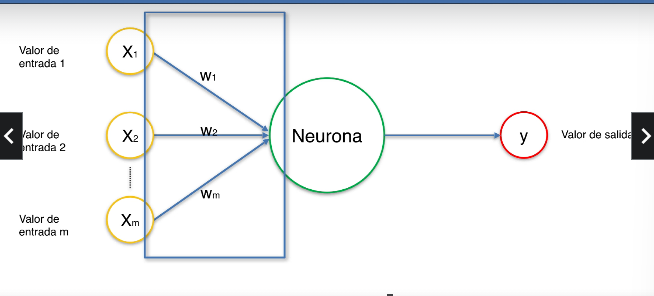 Valor de
entrada 1
X1
W1
Valor de
entrada 2
X2
W2
Neurona
y
Valor de salida
Wm
Valor de
entrada m
Xm